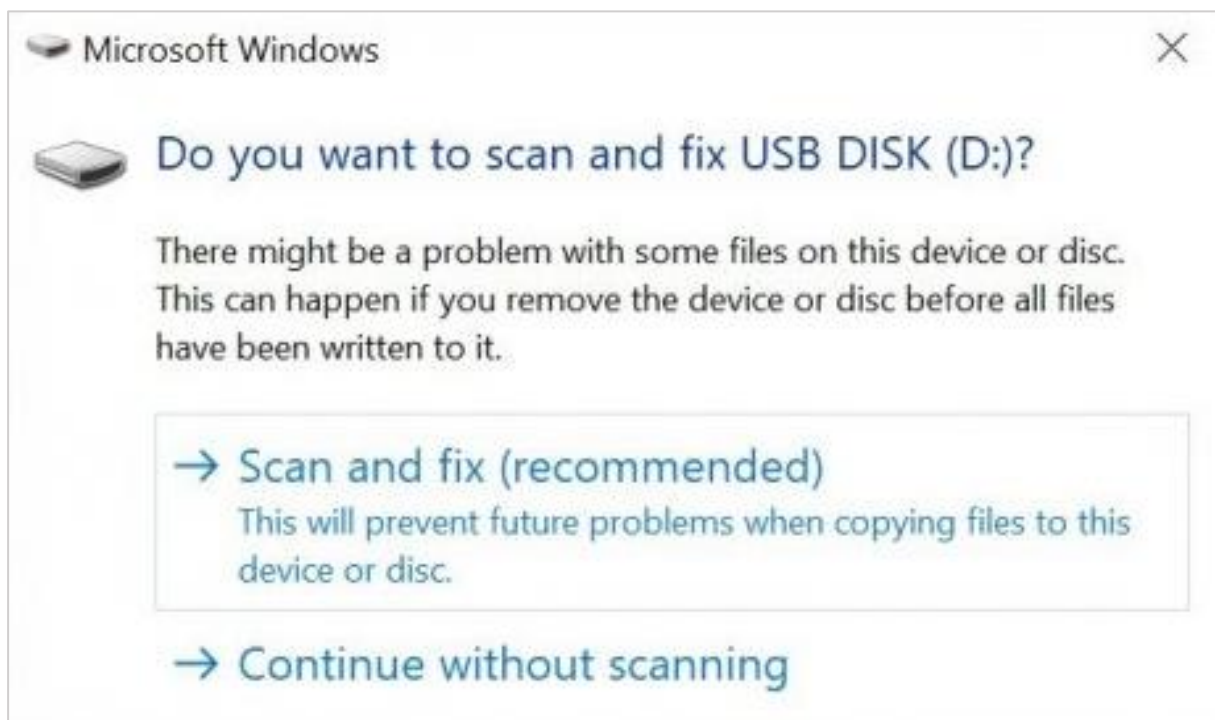 Microsoft Windows
Do you want to scan and fix USB DISK (D:)?
There might be a problem with some files on this device or disc.
This can happen if you remove the device or disc before all files
have been written to it.
→ Scan and fix (recommended)
This will prevent future problems when copying files to this
device or disc.
→ Continue without scanning